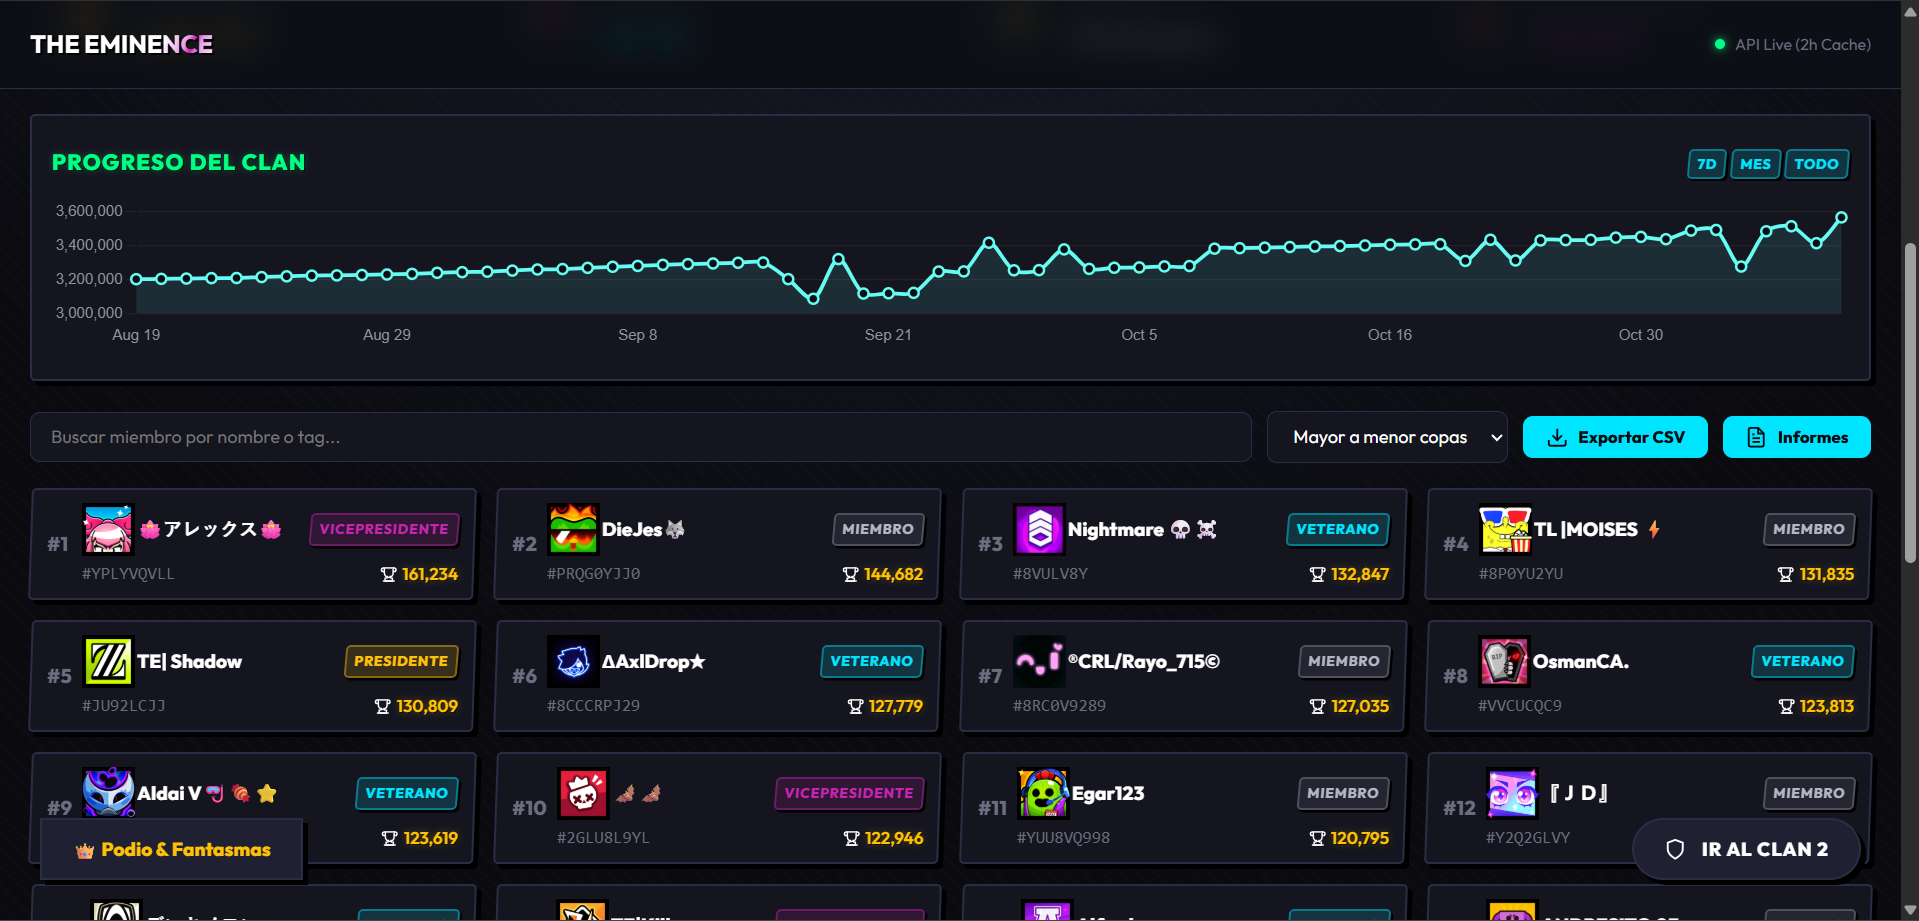 THE EMINENCE
API Live (2h Cache)
PROGRESO DEL CLAN
7D MES TODO
3,600,000
3,400,000
3,200,000
3,000,000
Aug 19 Aug 29 Sep 8 Sep 21 Oct 5 Oct 16 Oct 30
Buscar miembro por nombre o tag...
Mayor a menor copas
Exportar CSV
Informes
#1 🪷アレックス🪷 VICEPRESIDENTE
#YPLYVQVLL 161,234
#2 DieJes🐺 MIEMBRO
#PRQG0YJJ0 144,682
#3 Nightmare 💀☠️ VETERANO
#8VULV8Y 132,847
#4 TL |MOISES ⚡ MIEMBRO
#8P0YU2YU 131,835
#5 TE| Shadow PRESIDENTE
#JU92LCJJ 130,809
#6 ΔAxlDrop★ VETERANO
#8CCCRPJ29 127,779
#7 ®CRL/Rayo_715© MIEMBRO
#8RC0V9289 127,035
#8 OsmanCA. VETERANO
#VVCUCQC9 123,813
#9 Aldai V🤿🪅⭐ VETERANO
123,619
#10 VICEPRESIDENTE
#2GLU8L9YL 122,946
#11 Egar123 MIEMBRO
#YUU8VQ998 120,795
#12 『J D』 MIEMBRO
#Y2Q2GLVY
👑 Podio & Fantasmas
IR AL CLAN 2